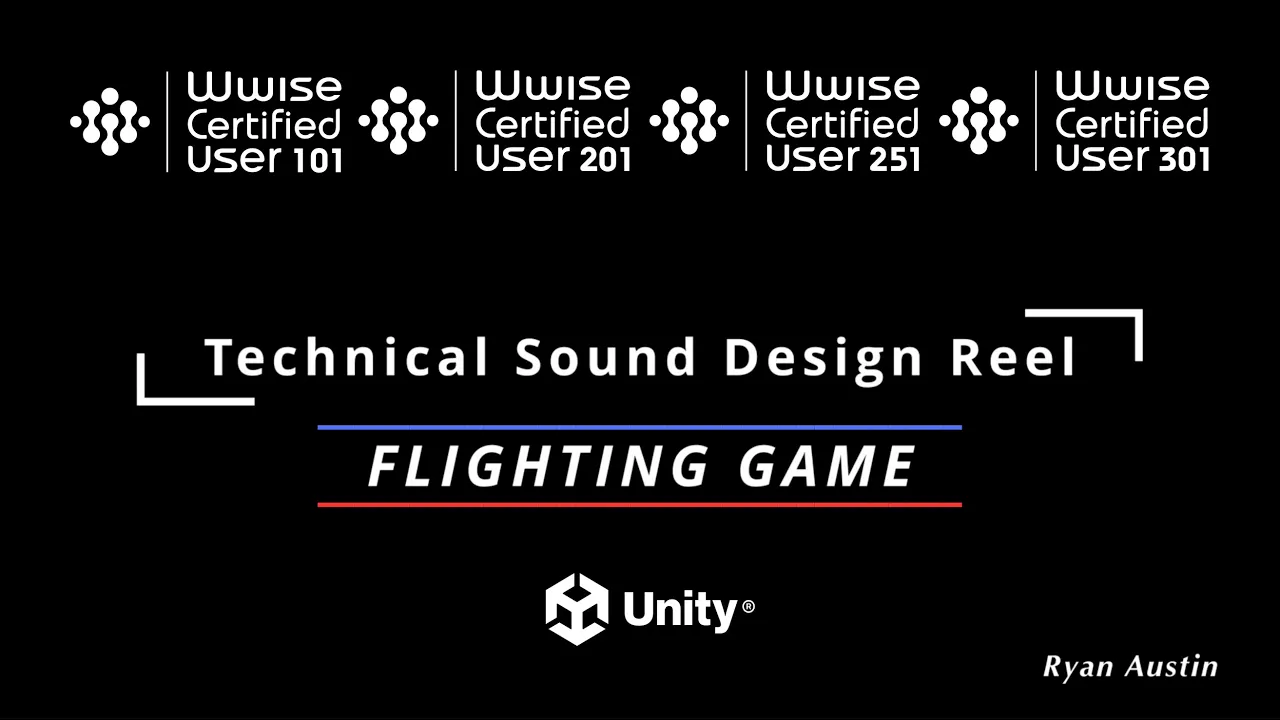 Wwise
Certified
User 101
Wwise
Certified
User 201
Wwise
Certified
User 251
Wwise
Certified
User 301
Technical Sound Design Reel
FLIGHTING GAME
Unity®
Ryan Austin